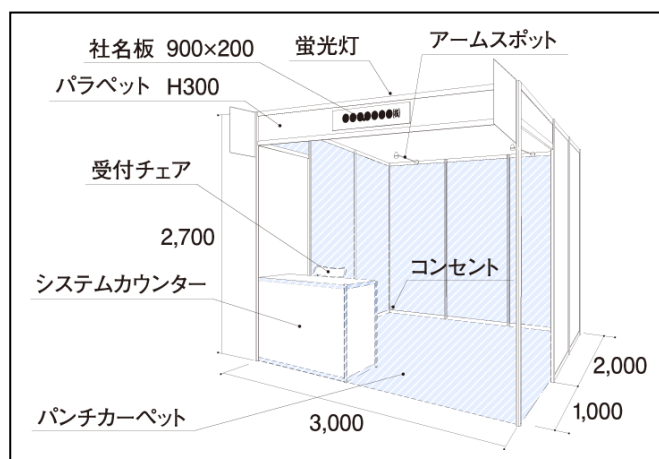 社名板 900×200
蛍光灯
アームスポット
パラペット H300
●●●●●●●㈱
受付チェア
2,700
コンセント
システムカウンター
2,000
1,000
3,000
パンチカーペット